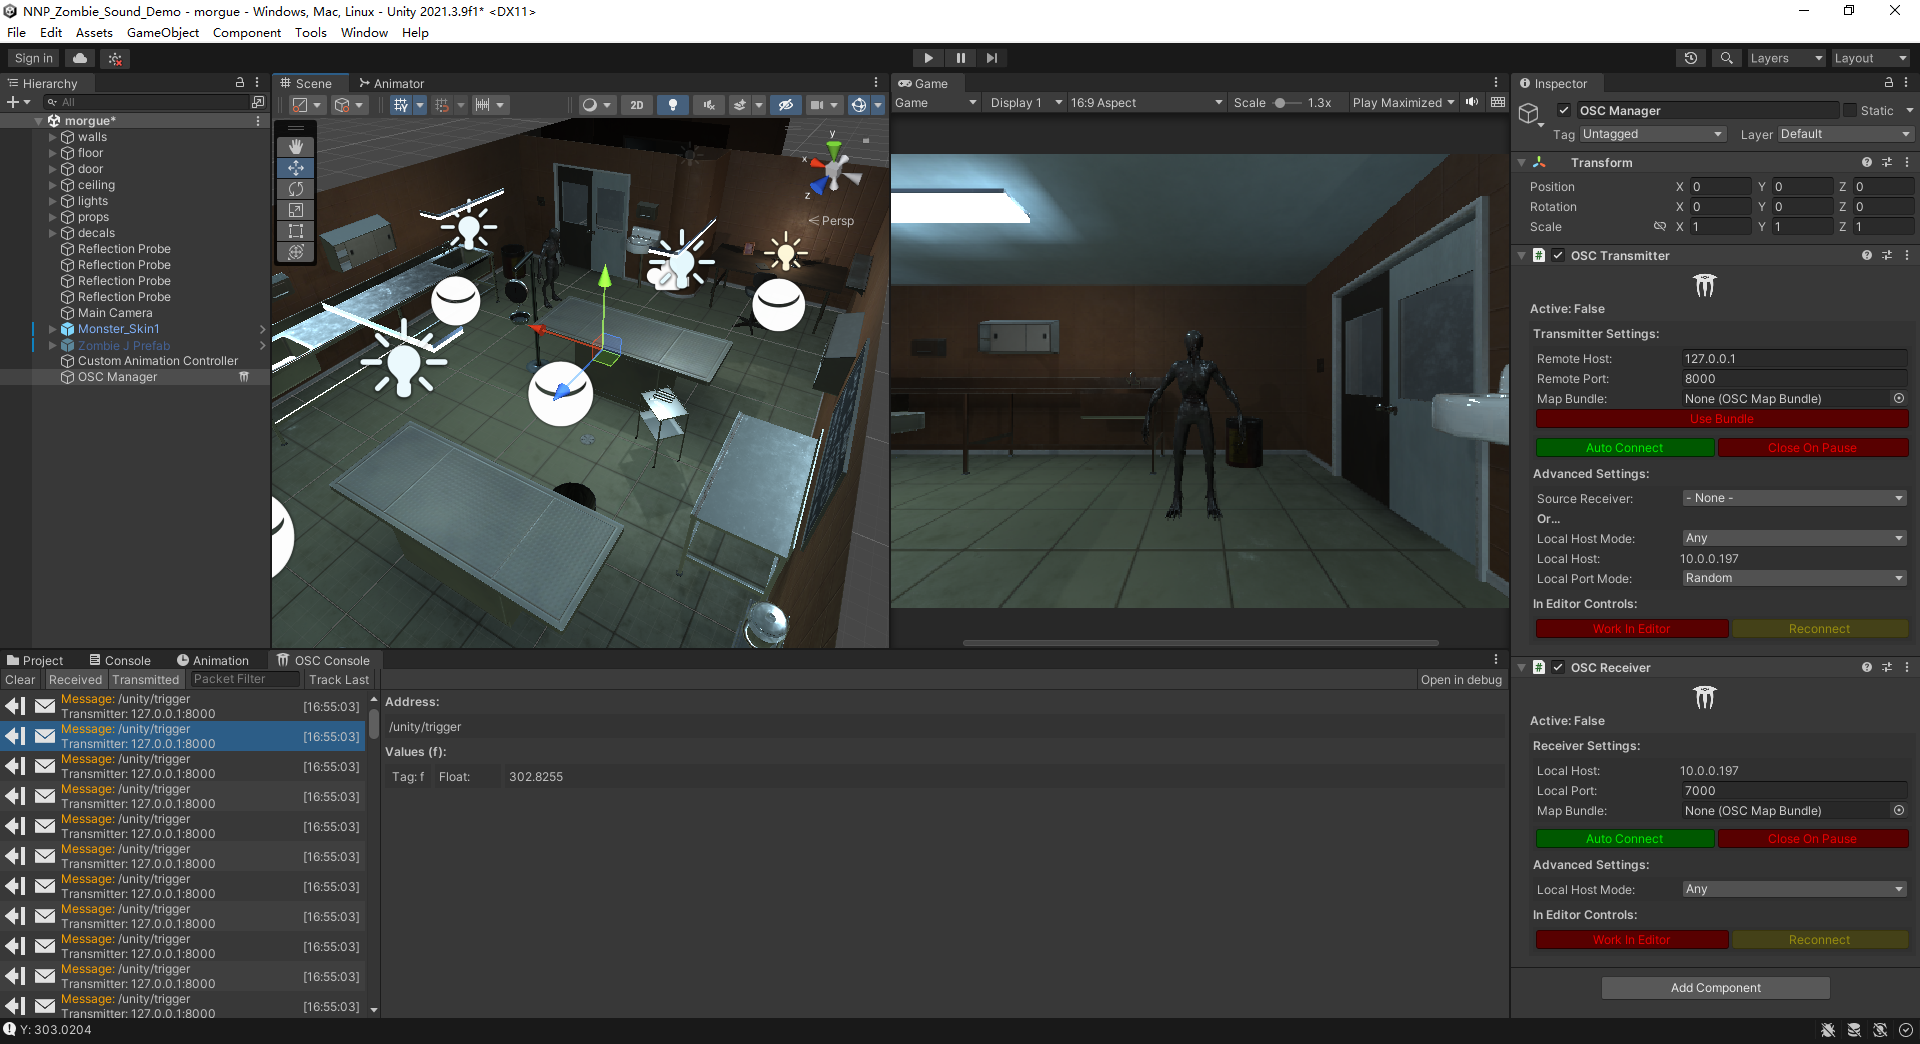 NNP_Zombie_Sound_Demo - morgue - Windows, Mac, Linux - Unity 2021.3.9f1* <DX11>
File Edit Assets GameObject Component Tools Window Help
Sign in
Layers
Layout
Hierarchy
All
morgue*
walls
floor
door
ceiling
lights
props
decals
Reflection Probe
Reflection Probe
Reflection Probe
Reflection Probe
Main Camera
Monster_Skin1
Zombie J Prefab
Custom Animation Controller
OSC Manager
Scene
Animator
2D
y
x
z
Persp
Game
Game
Display 1
16:9 Aspect
Scale
1.3x
Play Maximized
Inspector
OSC Manager
Static
Tag Untagged
Layer Default
Transform
Position X 0 Y 0 Z 0
Rotation X 0 Y 0 Z 0
Scale X 1 Y 1 Z 1
# OSC Transmitter
Active: False
Transmitter Settings:
Remote Host: 127.0.0.1
Remote Port: 8000
Map Bundle: None (OSC Map Bundle)
Use Bundle
Auto Connect
Close On Pause
Advanced Settings:
Source Receiver: - None -
Or...
Local Host Mode: Any
Local Host: 10.0.0.197
Local Port Mode: Random
In Editor Controls:
Work In Editor
Reconnect
# OSC Receiver
Active: False
Receiver Settings:
Local Host: 10.0.0.197
Local Port: 7000
Map Bundle: None (OSC Map Bundle)
Auto Connect
Close On Pause
Advanced Settings:
Local Host Mode: Any
In Editor Controls:
Work In Editor
Reconnect
Add Component
Project
Console
Animation
OSC Console
Clear
Received
Transmitted
Packet Filter
Track Last
Open in debug
Message: /unity/trigger
Transmitter: 127.0.0.1:8000
[16:55:03]
Message: /unity/trigger
Transmitter: 127.0.0.1:8000
[16:55:03]
Message: /unity/trigger
Transmitter: 127.0.0.1:8000
[16:55:03]
Message: /unity/trigger
Transmitter: 127.0.0.1:8000
[16:55:03]
Message: /unity/trigger
Transmitter: 127.0.0.1:8000
[16:55:03]
Message: /unity/trigger
Transmitter: 127.0.0.1:8000
[16:55:03]
Message: /unity/trigger
Transmitter: 127.0.0.1:8000
[16:55:03]
Message: /unity/trigger
Transmitter: 127.0.0.1:8000
[16:55:03]
Message: /unity/trigger
Transmitter: 127.0.0.1:8000
[16:55:03]
Message: /unity/trigger
Transmitter: 127.0.0.1:8000
[16:55:03]
Message: /unity/trigger
Transmitter: 127.0.0.1:8000
[16:55:03]
Address:
/unity/trigger
Values (f):
Tag: f Float: 302.8255
Y: 303.0204